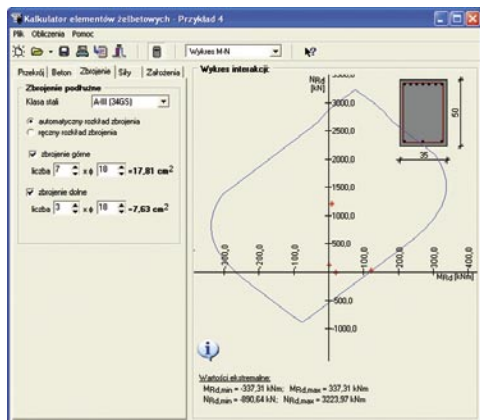 Kalkulator elementów żelbetowych - Przykład 4
Plik Obliczenia Pomoc
Wykres M-N
Przekrój Beton Zbrojenie Siły Założenia
Zbrojenie podłużne
Klasa stali A-III (34GS)
automatyczny rozkład zbrojenia
ręczny rozkład zbrojenia
zbrojenie górne
liczba 7 x ϕ 18 =17,81 cm2
zbrojenie dolne
liczba 3 x ϕ 18 =7,63 cm2
Wykres interakcji:
NRd
[kN]
3500,0
3000,0
2500,0
2000,0
1500,0
1000,0
500,0
-300,0
-200,0
-100,0
100,0
200,0
300,0
400,0
MRd [kNm]
-500,0
-1000,0
50
35
Wartości ekstremalne:
MRd,min = -337,31 kNm; MRd,max = 337,31 kNm
NRd,min = -890,64 kN; NRd,max = 3223,97 kNm